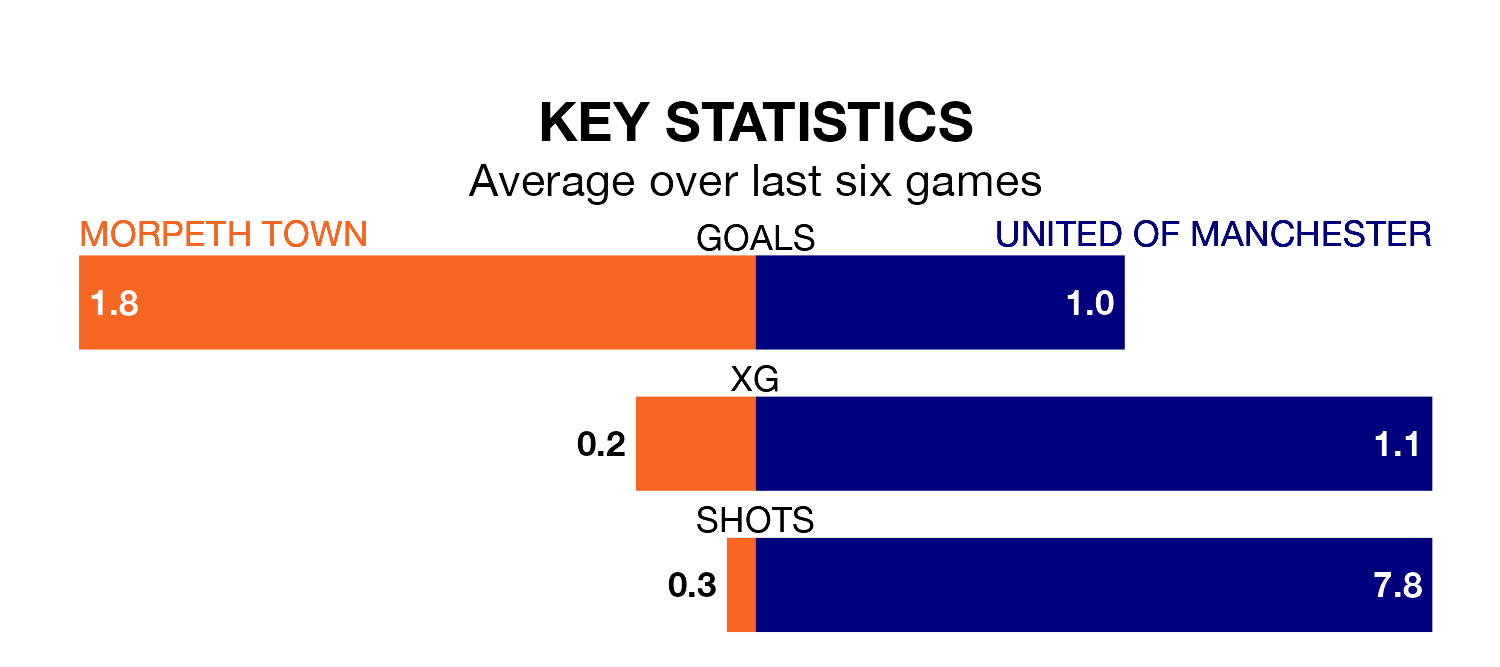 KEY STATISTICS
Average over last six games
MORPETH TOWN
GOALS
UNITED OF MANCHESTER
1.8
1.0
XG
0.2
1.1
SHOTS
0.3
7.8